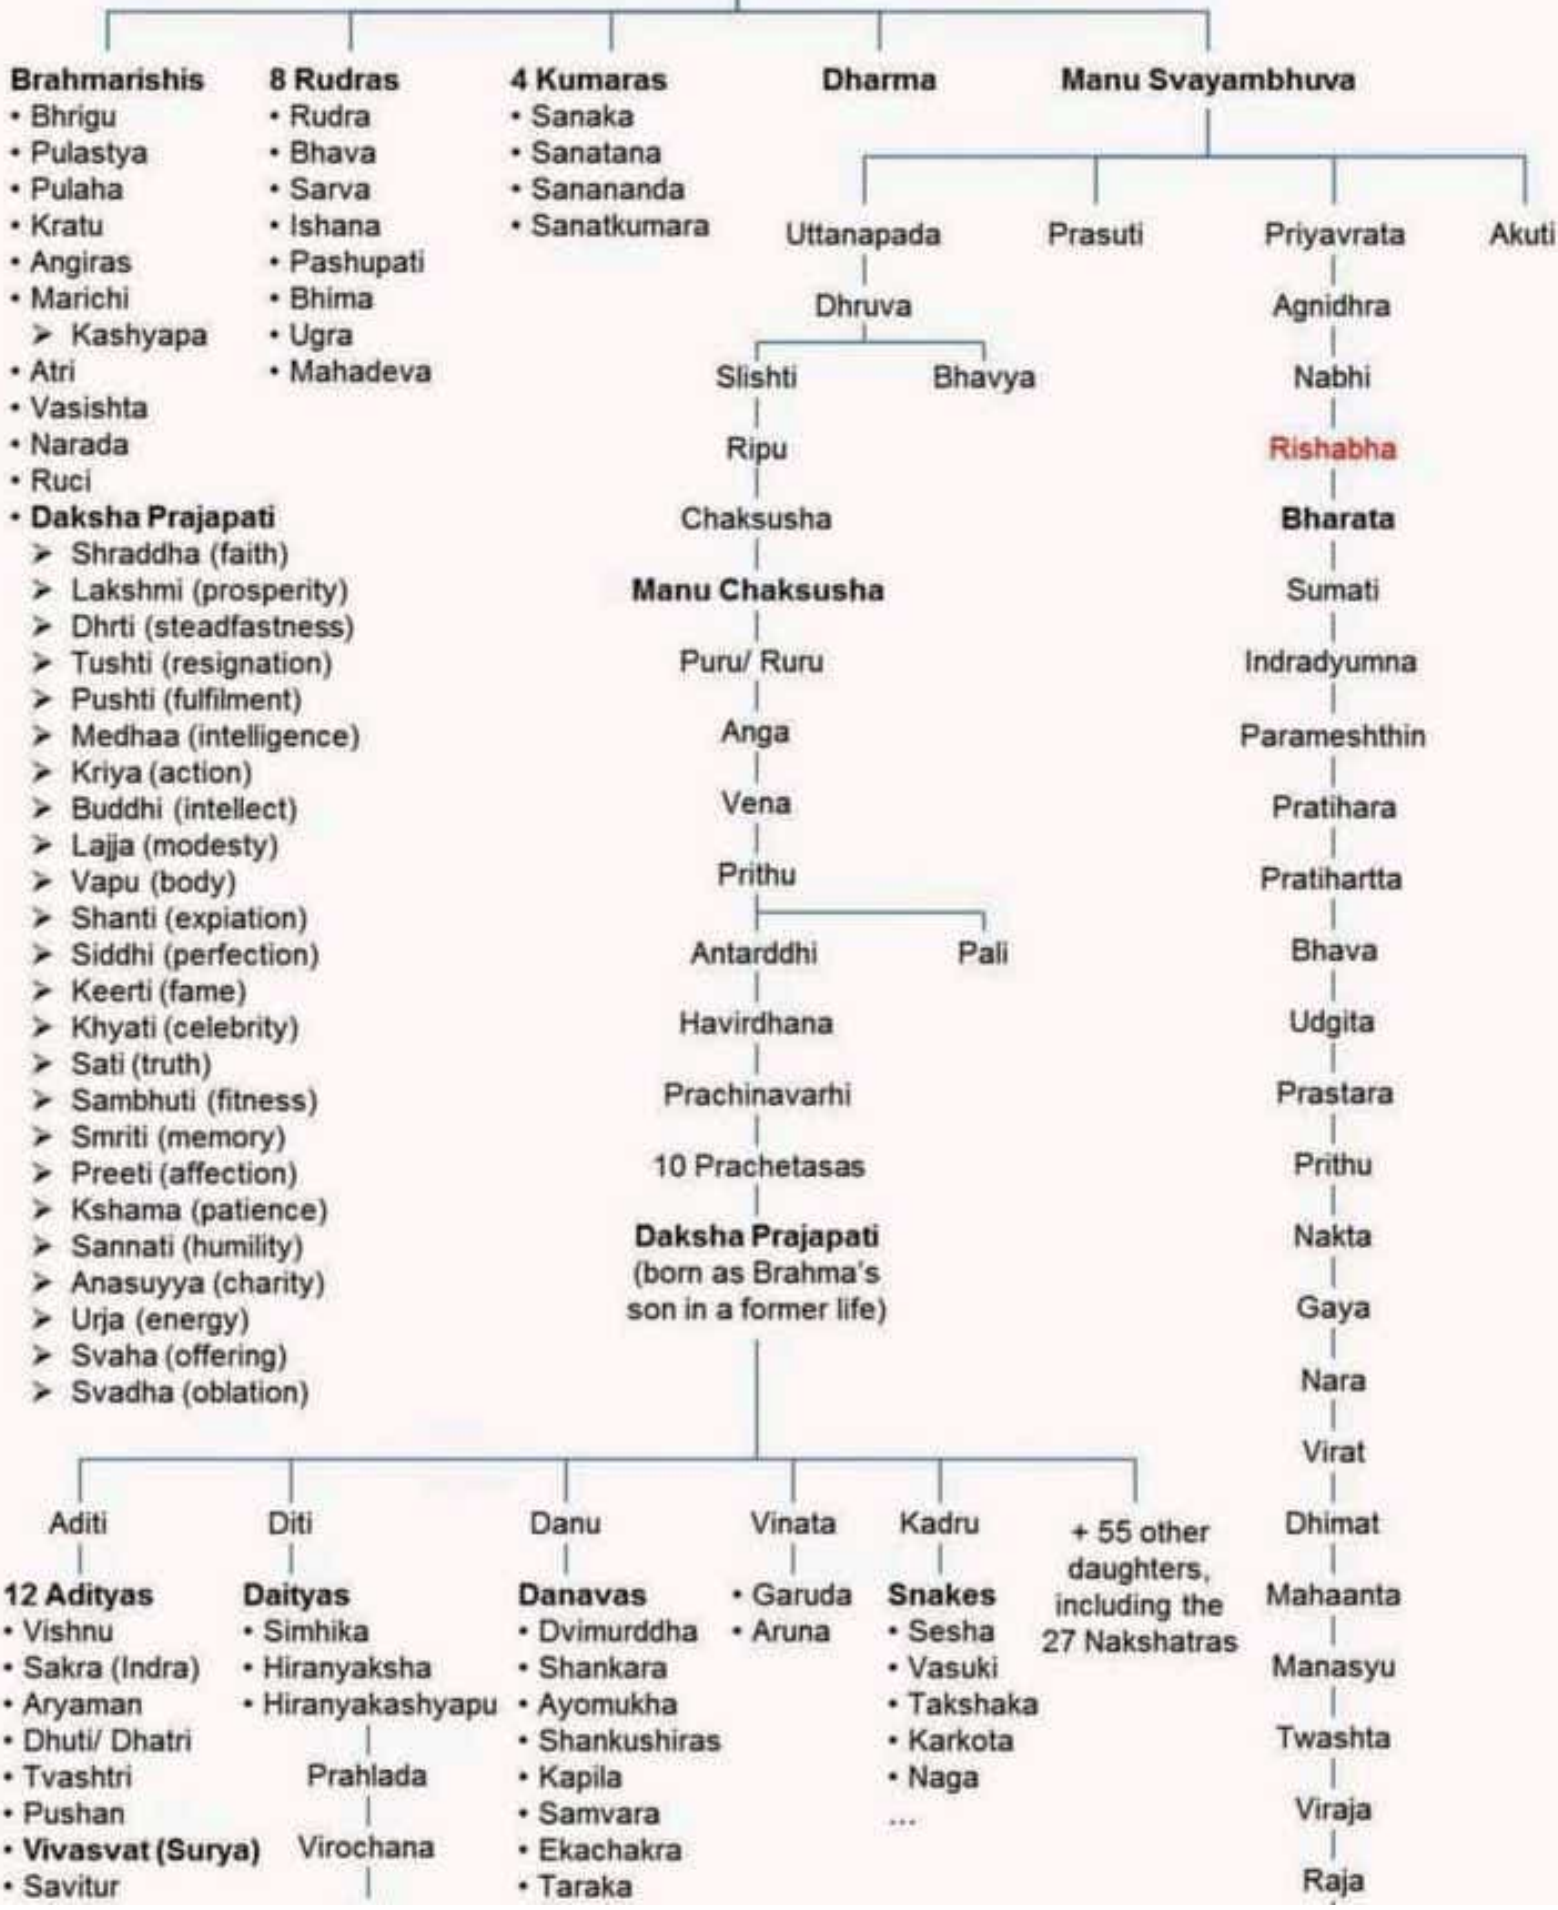 Brahmarishis
• Bhrigu
• Pulastya
• Pulaha
• Kratu
• Angiras
• Marichi
➤ Kashyapa
• Atri
• Vasishta
• Narada
• Ruci
• Daksha Prajapati
➤ Shraddha (faith)
➤ Lakshmi (prosperity)
➤ Dhrti (steadfastness)
➤ Tushti (resignation)
➤ Pushti (fulfilment)
➤ Medhaa (intelligence)
➤ Kriya (action)
➤ Buddhi (intellect)
➤ Lajja (modesty)
➤ Vapu (body)
➤ Shanti (expiation)
➤ Siddhi (perfection)
➤ Keerti (fame)
➤ Khyati (celebrity)
➤ Sati (truth)
➤ Sambhuti (fitness)
➤ Smriti (memory)
➤ Preeti (affection)
➤ Kshama (patience)
➤ Sannati (humility)
➤ Anasuyya (charity)
➤ Urja (energy)
➤ Svaha (offering)
➤ Svadha (oblation)
8 Rudras
• Rudra
• Bhava
• Sarva
• Ishana
• Pashupati
• Bhima
• Ugra
• Mahadeva
4 Kumaras
• Sanaka
• Sanatana
• Sanananda
• Sanatkumara
Dharma
Manu Svayambhuva
Uttanapada
Prasuti
Priyavrata
Akuti
Dhruva
Slishti
Bhavya
Ripu
Chaksusha
Manu Chaksusha
Puru/ Ruru
Anga
Vena
Prithu
Antarddhi
Pali
Havirdhana
Prachinavarhi
10 Prachetasas
Daksha Prajapati
(born as Brahma's
son in a former life)
Agnidhra
Nabhi
Rishabha
Bharata
Sumati
Indradyumna
Parameshthin
Pratihara
Pratihartta
Bhava
Udgita
Prastara
Prithu
Nakta
Gaya
Nara
Virat
Dhimat
Mahaanta
Manasyu
Twashta
Viraja
Raja
Aditi
12 Adityas
• Vishnu
• Sakra (Indra)
• Aryaman
• Dhuti/ Dhatri
• Tvashtri
• Pushan
• Vivasvat (Surya)
• Savitur
Diti
Daityas
• Simhika
• Hiranyaksha
• Hiranyakashyapu
Prahlada
Virochana
Danu
Danavas
• Dvimurddha
• Shankara
• Ayomukha
• Shankushiras
• Kapila
• Samvara
• Ekachakra
• Taraka
Vinata
• Garuda
• Aruna
Kadru
Snakes
• Sesha
• Vasuki
• Takshaka
• Karkota
• Naga
...
+ 55 other
daughters,
including the
27 Nakshatras